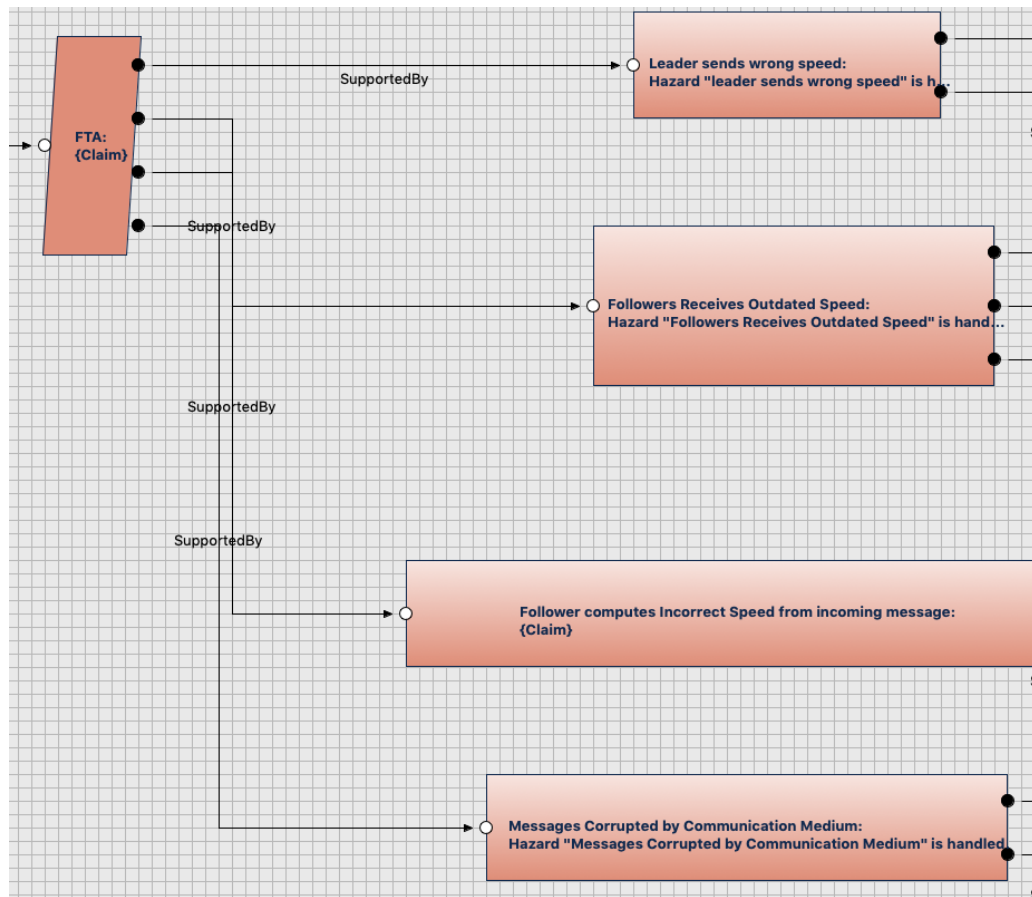 Leader sends wrong speed:
Hazard "leader sends wrong speed" is h...
SupportedBy
FTA:
{Claim}
SupportedBy
Followers Receives Outdated Speed:
Hazard "Followers Receives Outdated Speed" is hand...
SupportedBy
SupportedBy
Follower computes Incorrect Speed from incoming message:
{Claim}
Messages Corrupted by Communication Medium:
Hazard "Messages Corrupted by Communication Medium" is handled